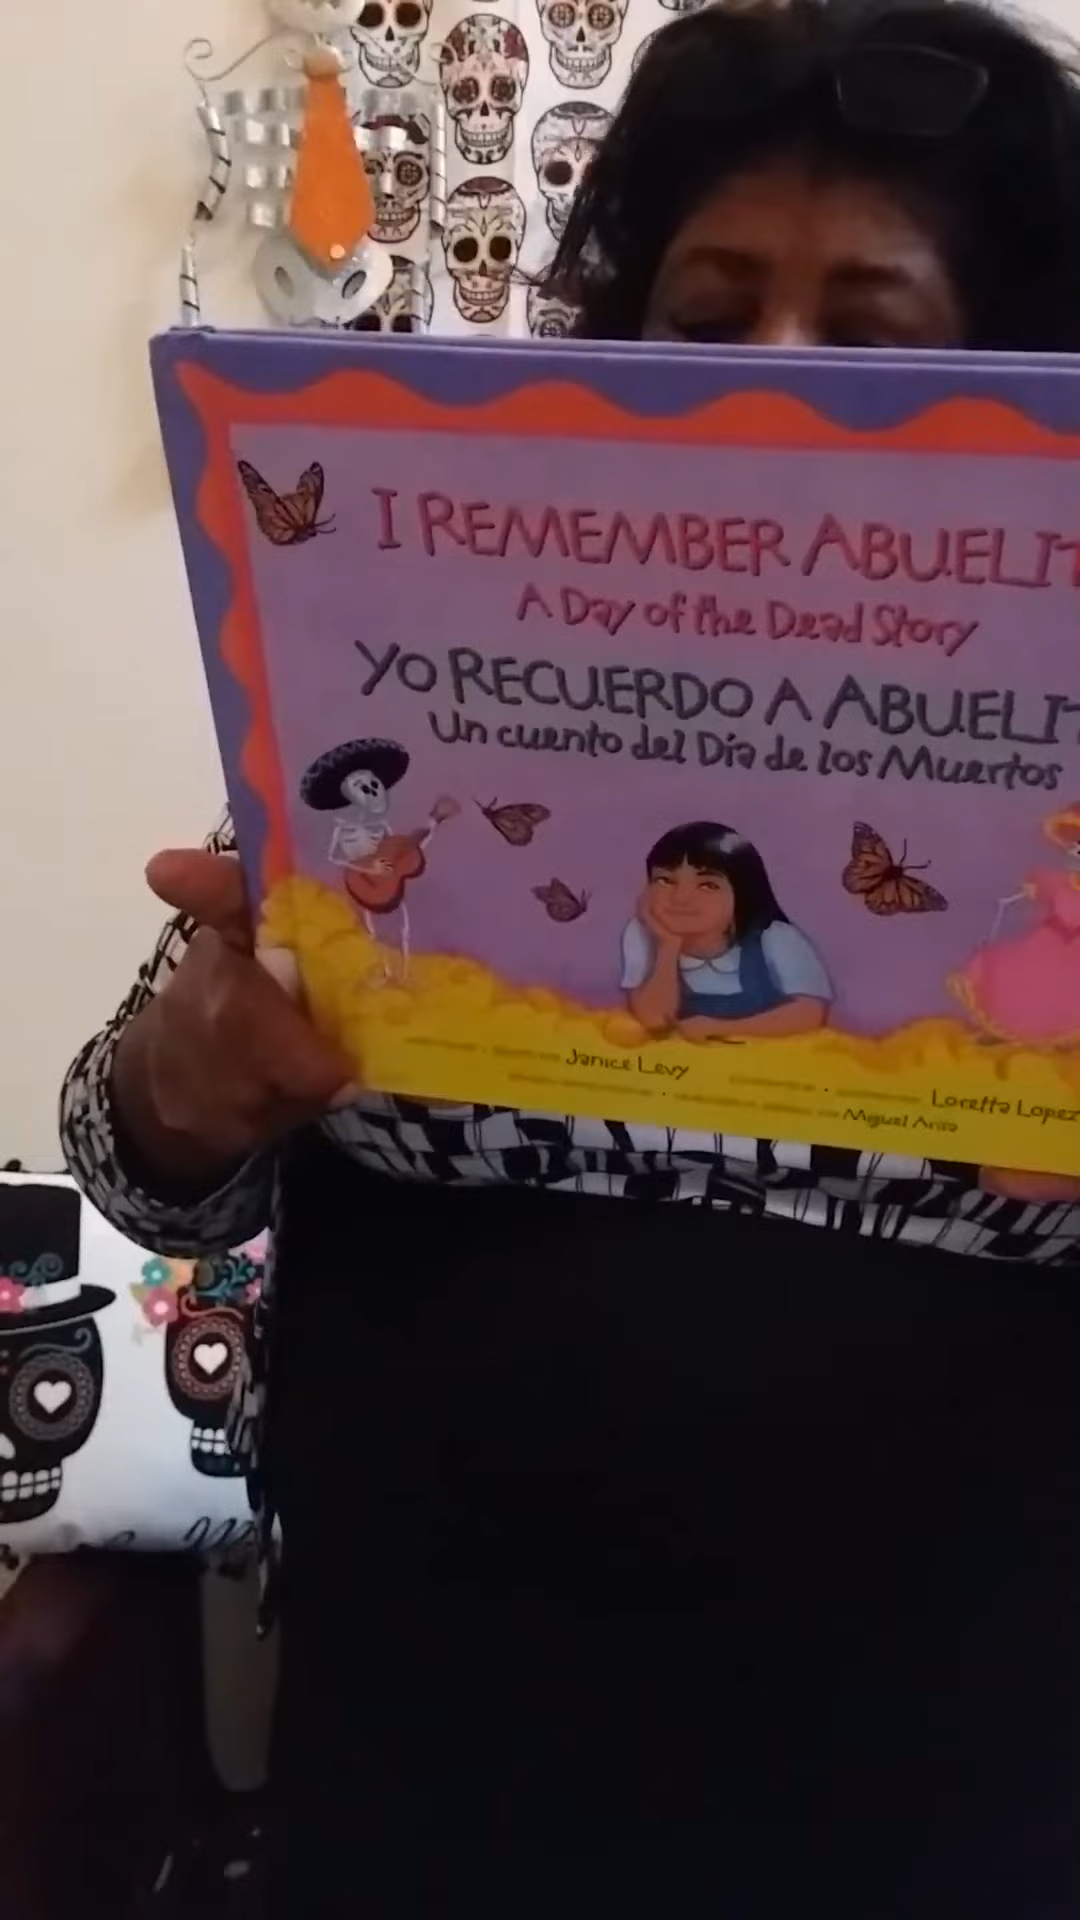 I REMEMBER ABUELIT
A Day of the Dead Story
YO RECUERDO A ABUELIT
Un cuento del Día de los Muertos
Janice Levy
Loretta Lopez
Miguel Arisa